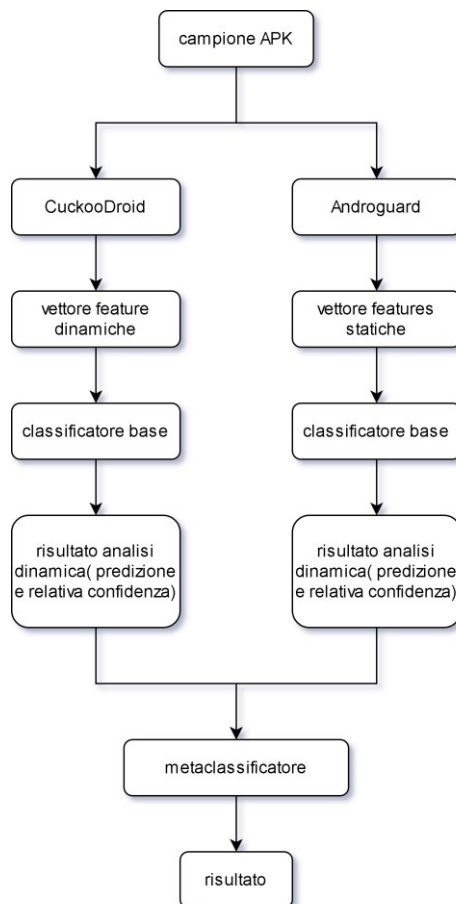 campione APK
CuckooDroid
Androguard
vettore feature
dinamiche
vettore features
statiche
classificatore base
classificatore base
risultato analisi
dinamica( predizione
e relativa confidenza)
risultato analisi
dinamica( predizione
e relativa confidenza)
metaclassificatore
risultato